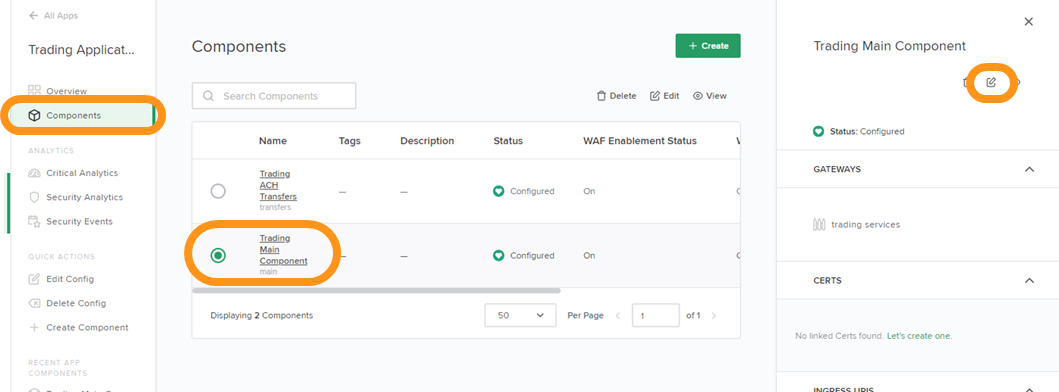 All Apps
Trading Applicat...
Overview
Components
ANALYTICS
Critical Analytics
Security Analytics
Security Events
QUICK ACTIONS
Edit Config
Delete Config
Create Component
RECENT APP
COMPONENTS
Components
+ Create
Search Components
Delete Edit View
Name Tags Description Status WAF Enablement Status
Trading
ACH
Transfers
transfers
— — Configured On
Trading
Main
Component
main
— — Configured On
Displaying 2 Components 50 Per Page 1 of 1
Trading Main Component
Status: Configured
GATEWAYS
trading services
CERTS
No linked Certs found. Let's create one.
INGRESS URIS